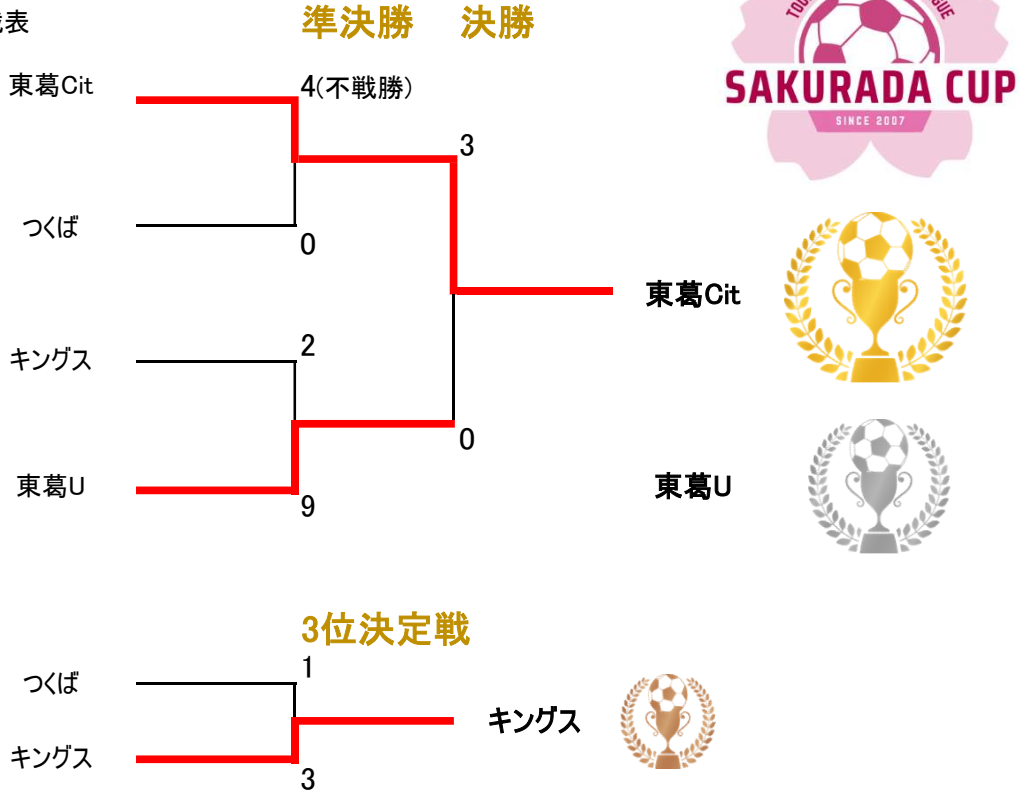 戦表
準決勝 決勝
SAKURADA CUP
SINCE 2007
東葛Cit
4(不戦勝)
3
つくば
0
東葛Cit
キングス
2
0
東葛U
9
東葛U
3位決定戦
つくば
1
キングス
キングス
3